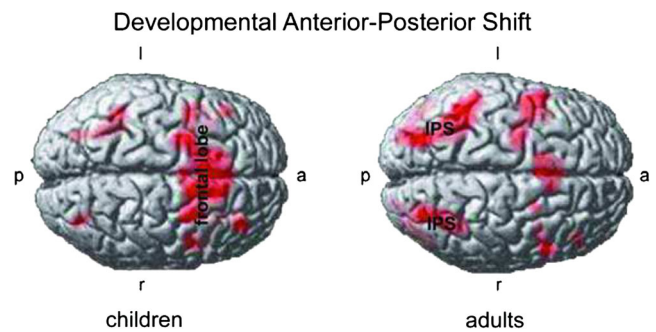 Developmental Anterior-Posterior Shift
l
l
p
frontal lobe
a
p
IPS
IPS
a
r
r
children
adults